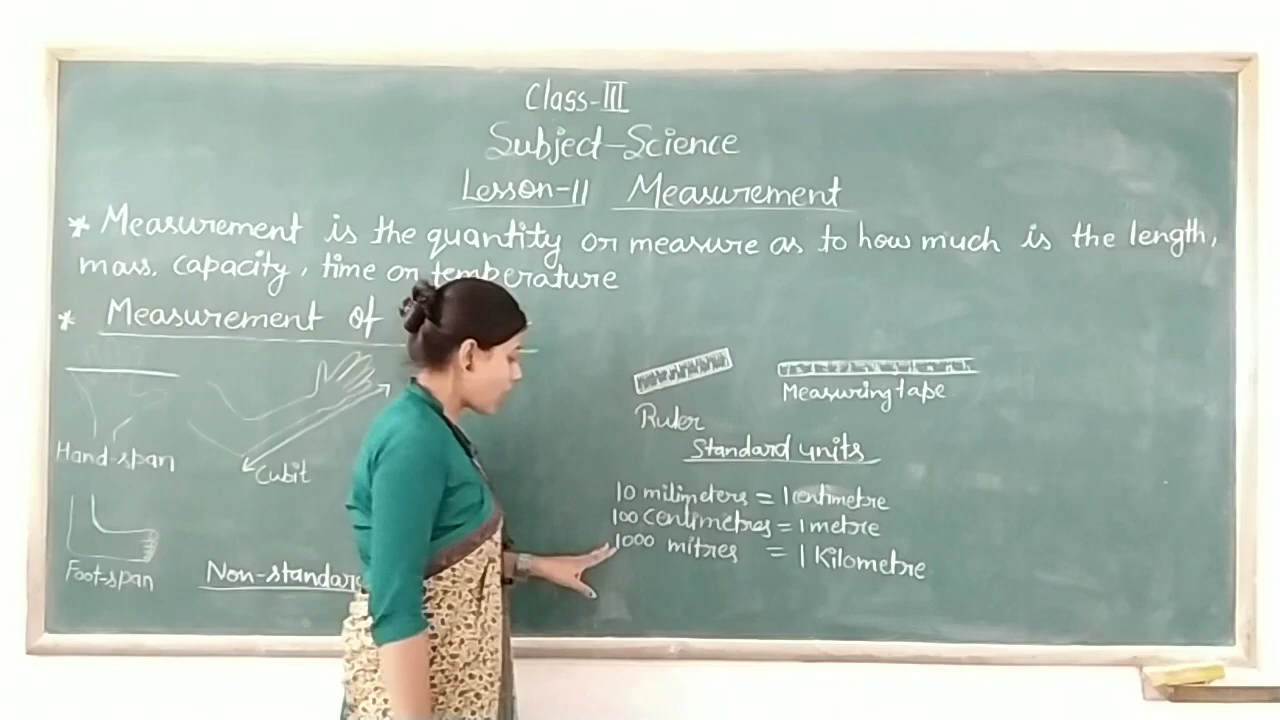 Class-III
Subject-Science
Lesson-11 Measurement
* Measurement is the quantity or measure as to how much is the length,
mass, capacity, time or temperature
* Measurement of
Hand-span
Cubit
Foot-span
Non-standard
Ruler
Measuring tape
Standard units
10 milimeters = 1 centimetre
100 Centimetres = 1 metre
1000 mitres = 1 Kilometre